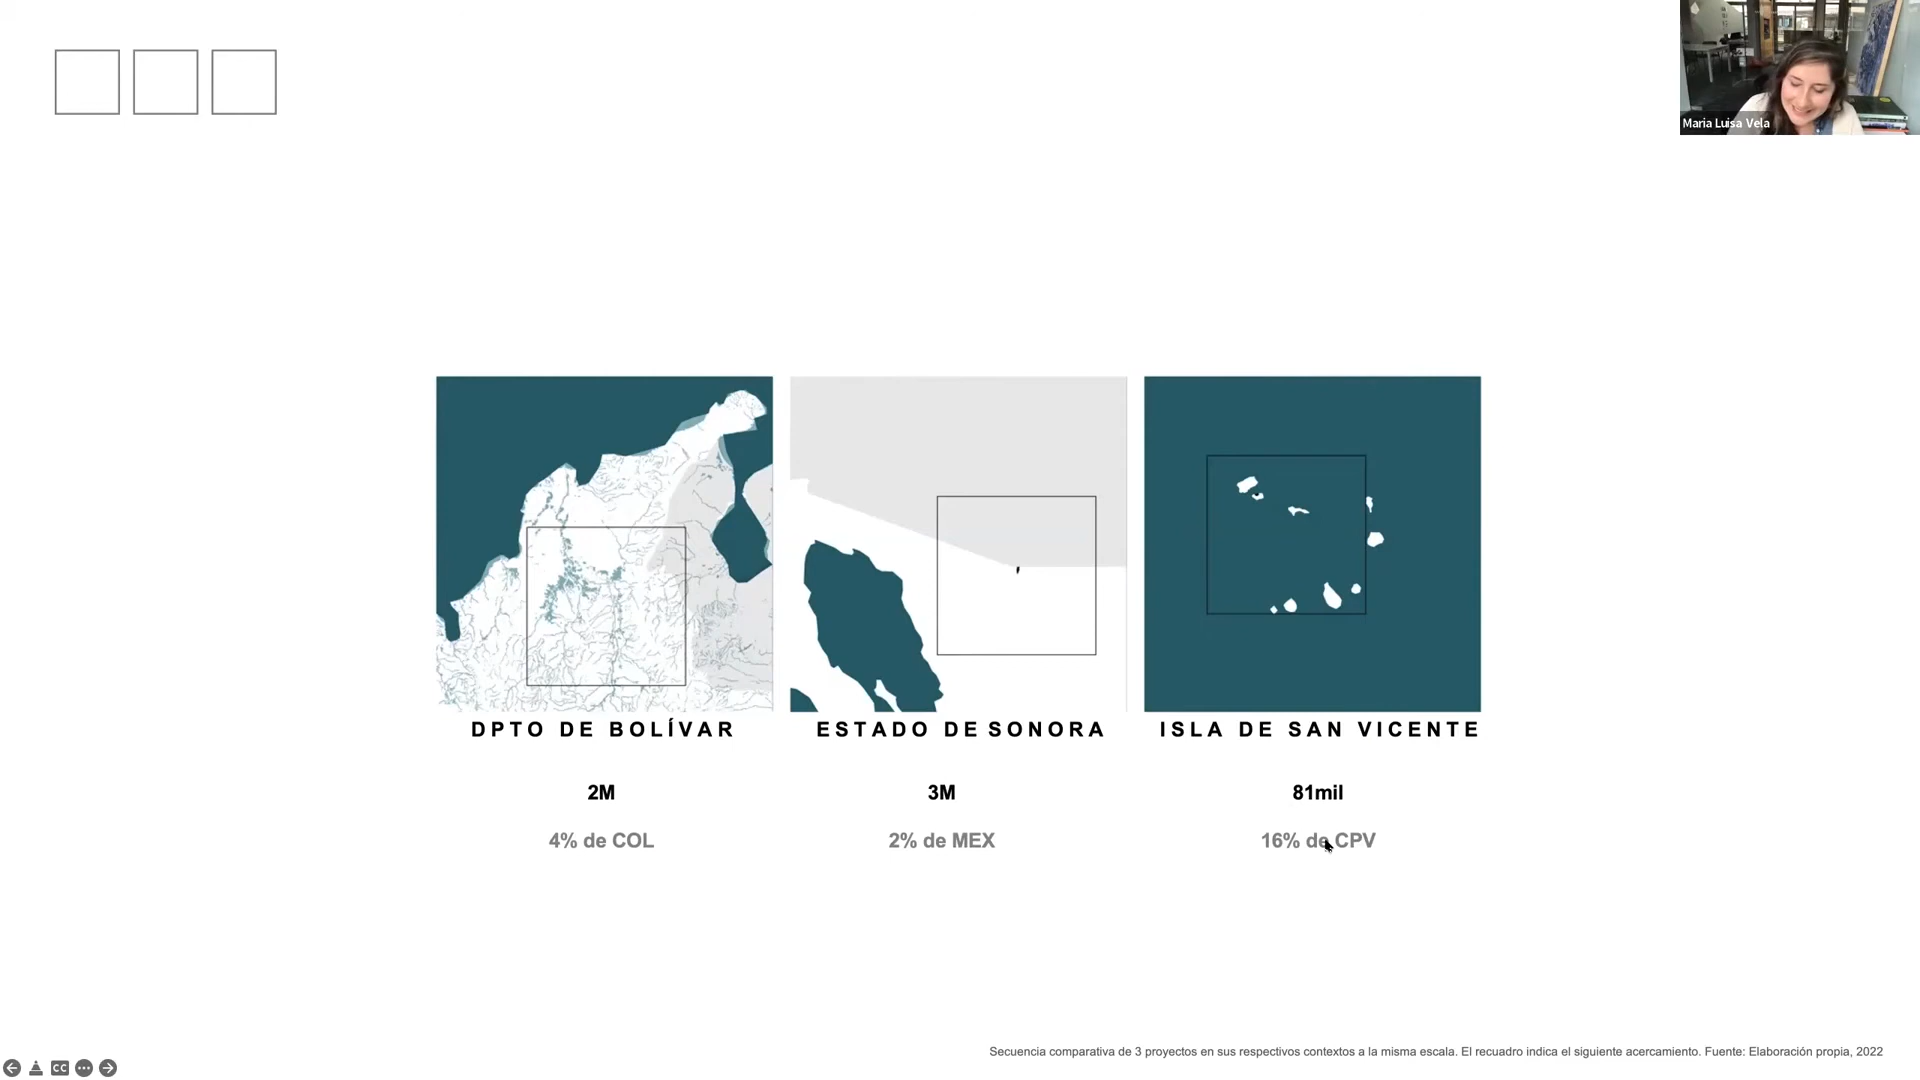 Maria Luisa Vela
DPTO DE BOLÍVAR
ESTADO DE SONORA
ISLA DE SAN VICENTE
2M
3M
81mil
4% de COL
2% de MEX
16% de CPV
Secuencia comparativa de 3 proyectos en sus respectivos contextos a la misma escala. El recuadro indica el siguiente acercamiento. Fuente: Elaboración propia, 2022
CC